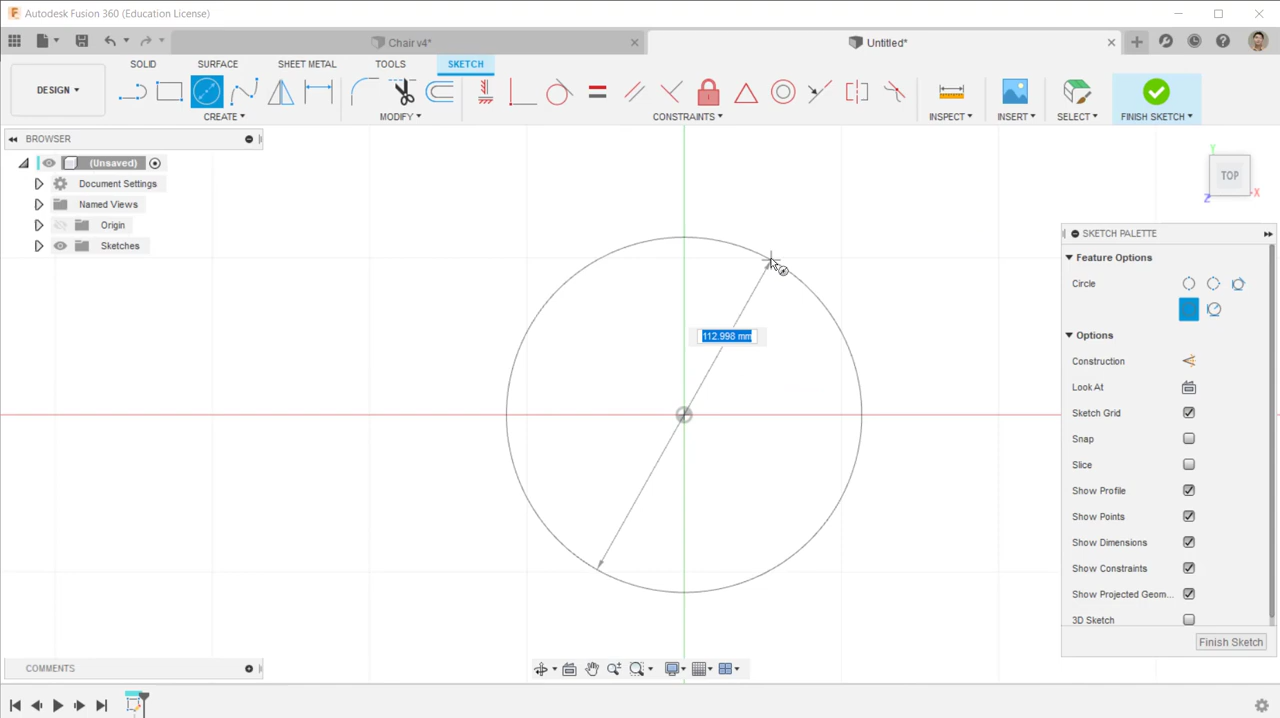 Autodesk Fusion 360 (Education License)
Chair v4*
Untitled*
SOLID SURFACE SHEET METAL TOOLS SKETCH
DESIGN
CREATE MODIFY CONSTRAINTS INSPECT INSERT SELECT FINISH SKETCH
BROWSER
(Unsaved)
Document Settings
Named Views
Origin
Sketches
TOP
Y
X
Z
SKETCH PALETTE
Feature Options
Circle
Options
Construction
Look At
Sketch Grid
Snap
Slice
Show Profile
Show Points
Show Dimensions
Show Constraints
Show Projected Geom...
3D Sketch
Finish Sketch
112.998 mm
COMMENTS